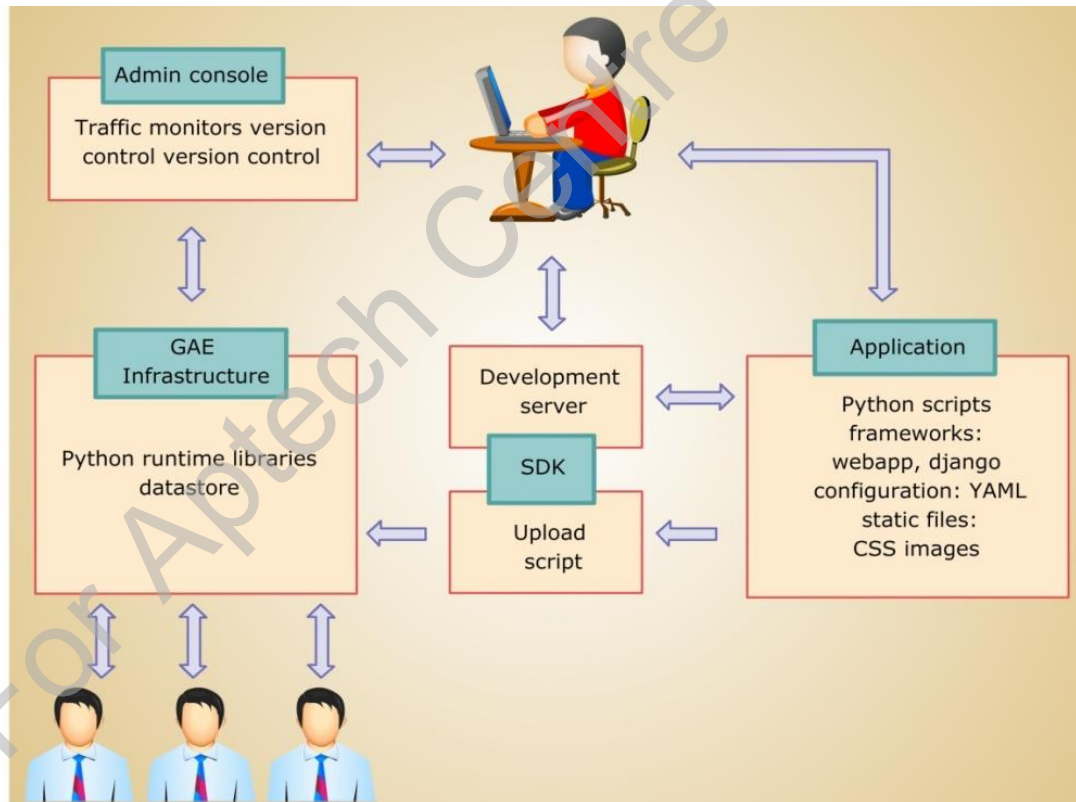 Admin console
Traffic monitors version
control version control
GAE
Infrastructure
Python runtime libraries
datastore
Development
server
SDK
Upload
script
Application
Python scripts
frameworks:
webapp, django
configuration: YAML
static files:
CSS images
For Aptech Centre